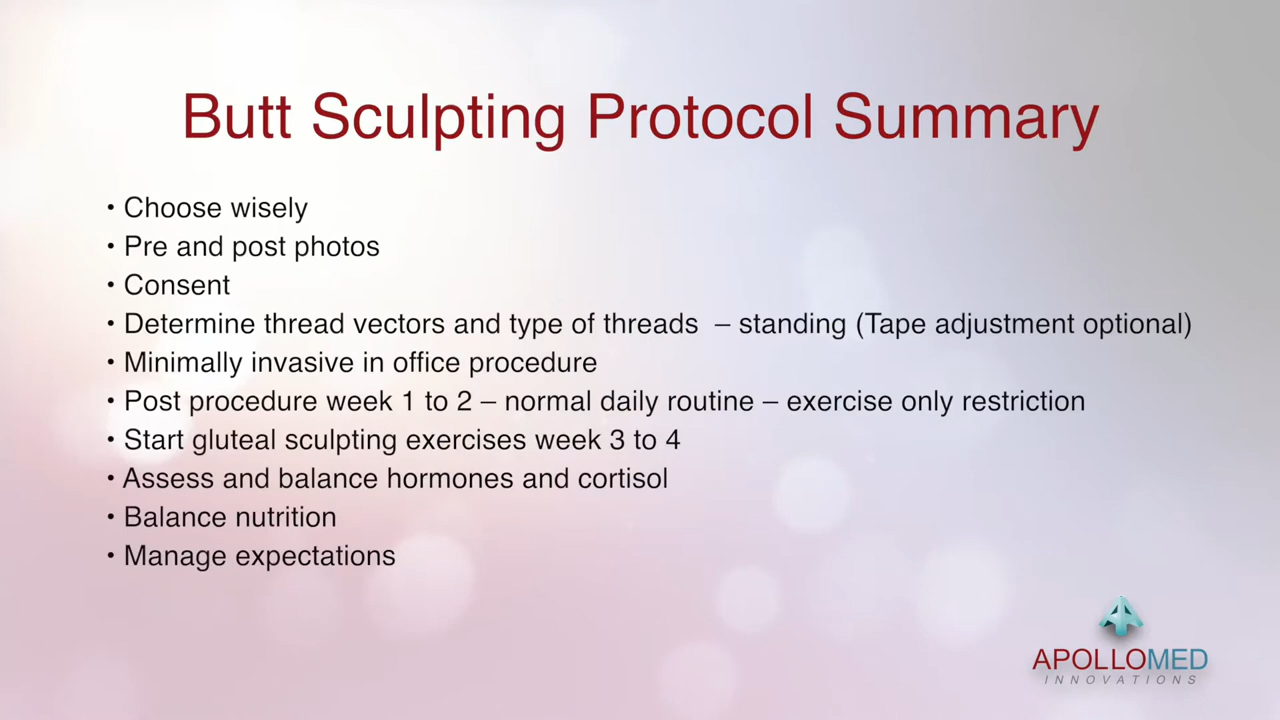 Butt Sculpting Protocol Summary
• Choose wisely
• Pre and post photos
• Consent
• Determine thread vectors and type of threads – standing (Tape adjustment optional)
• Minimally invasive in office procedure
• Post procedure week 1 to 2 – normal daily routine – exercise only restriction
• Start gluteal sculpting exercises week 3 to 4
• Assess and balance hormones and cortisol
• Balance nutrition
• Manage expectations
APOLLOMED
INNOVATIONS